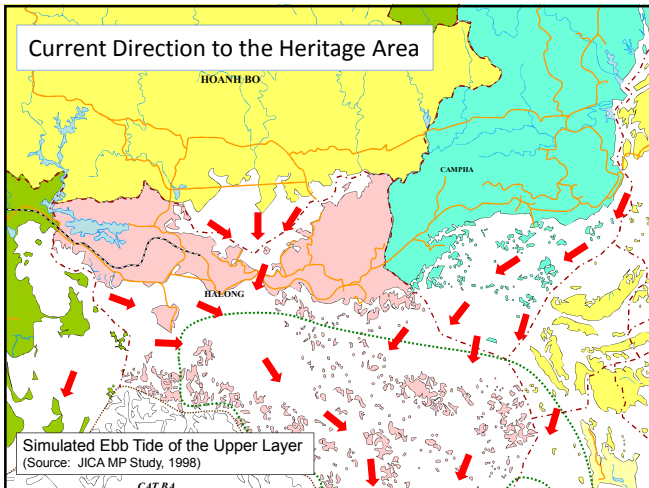 Current Direction to the Heritage Area
HOANH BO
CAMPHA
HALONG
Simulated Ebb Tide of the Upper Layer
(Source: JICA MP Study, 1998)
CAT BA